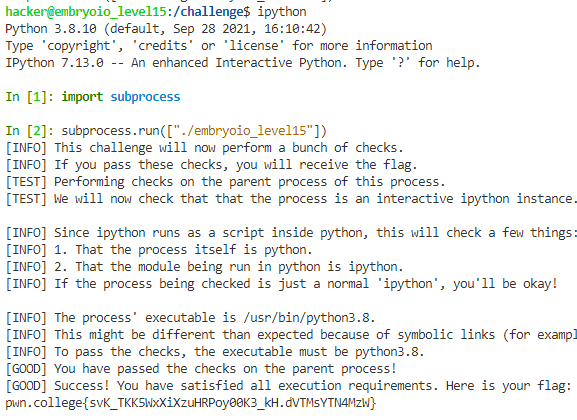 hacker@embryoio_level15:/challenge$ ipython
Python 3.8.10 (default, Sep 28 2021, 16:10:42)
Type 'copyright', 'credits' or 'license' for more information
IPython 7.13.0 -- An enhanced Interactive Python. Type '?' for help.
In [1]: import subprocess
In [2]: subprocess.run(["./embryoio_level15"])
[INFO] This challenge will now perform a bunch of checks.
[INFO] If you pass these checks, you will receive the flag.
[TEST] Performing checks on the parent process of this process.
[TEST] We will now check that that the process is an interactive ipython instance.
[INFO] Since ipython runs as a script inside python, this will check a few things:
[INFO] 1. That the process itself is python.
[INFO] 2. That the module being run in python is ipython.
[INFO] If the process being checked is just a normal 'ipython', you'll be okay!
[INFO] The process' executable is /usr/bin/python3.8.
[INFO] This might be different than expected because of symbolic links (for exampl
[INFO] To pass the checks, the executable must be python3.8.
[GOOD] You have passed the checks on the parent process!
[GOOD] Success! You have satisfied all execution requirements. Here is your flag:
pwn.college{svK_TKK5WxXiXzuHRPoy00K3_kH.dVTMsYTN4MzW}